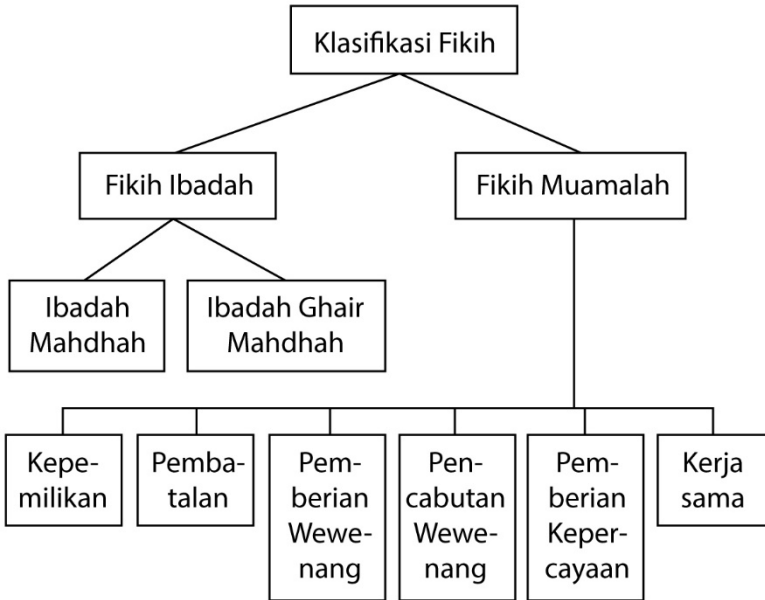 Klasifikasi Fikih
Fikih Ibadah
Fikih Muamalah
Ibadah
Mahdhah
Ibadah Ghair
Mahdhah
Kepe-
milikan
Pemba-
talan
Pem-
berian
Wewe-
nang
Pen-
cabutan
Wewe-
nang
Pem-
berian
Keper-
cayaan
Kerja
sama